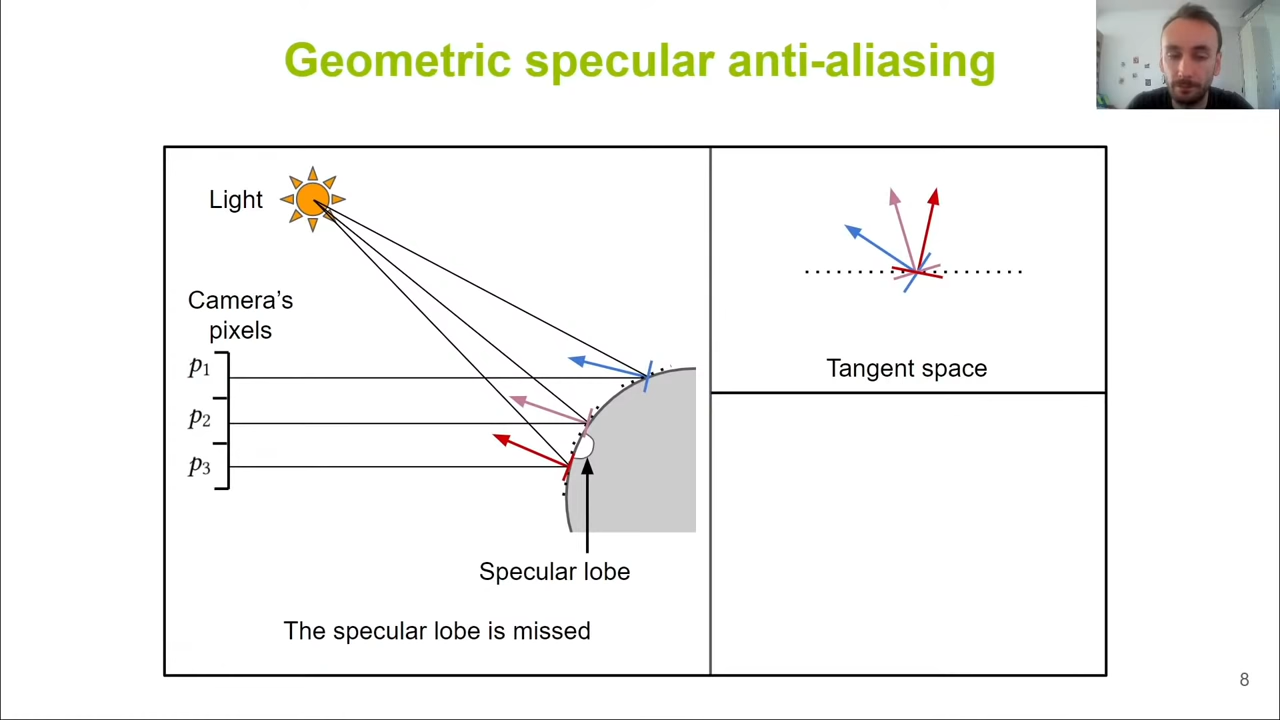 Geometric specular anti-aliasing
Light
Camera's
pixels
p1
p2
p3
Specular lobe
The specular lobe is missed
Tangent space
8